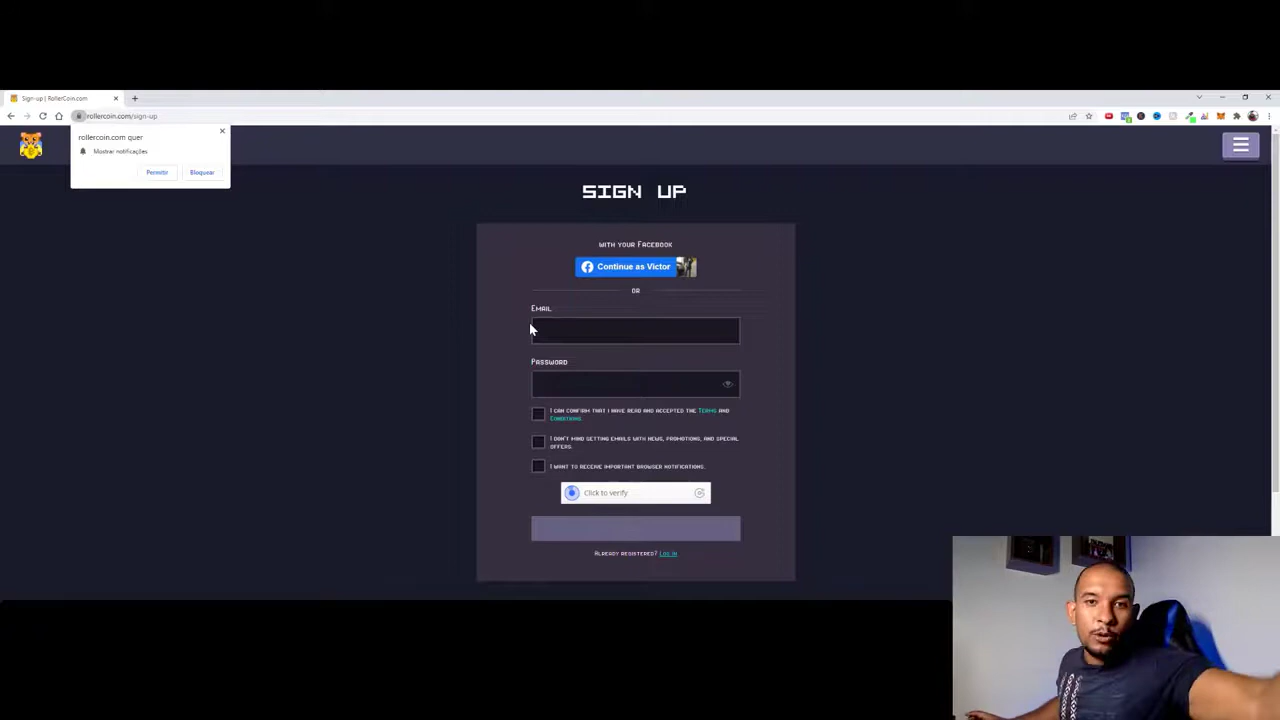 Sign-up | RollerCoin.com
rollercoin.com/sign-up
rollercoin.com quer
Mostrar notificações
Permitir
Bloquear
SIGN UP
WITH YOUR FACEBOOK
Continue as Victor
OR
EMAIL
PASSWORD
I CAN CONFIRM THAT I HAVE READ AND ACCEPTED THE TERMS AND
CONDITIONS.
I DON'T MIND GETTING EMAILS WITH NEWS, PROMOTIONS, AND SPECIAL
OFFERS.
I WANT TO RECEIVE IMPORTANT BROWSER NOTIFICATIONS.
Click to verify
ALREADY REGISTERED? LOG IN